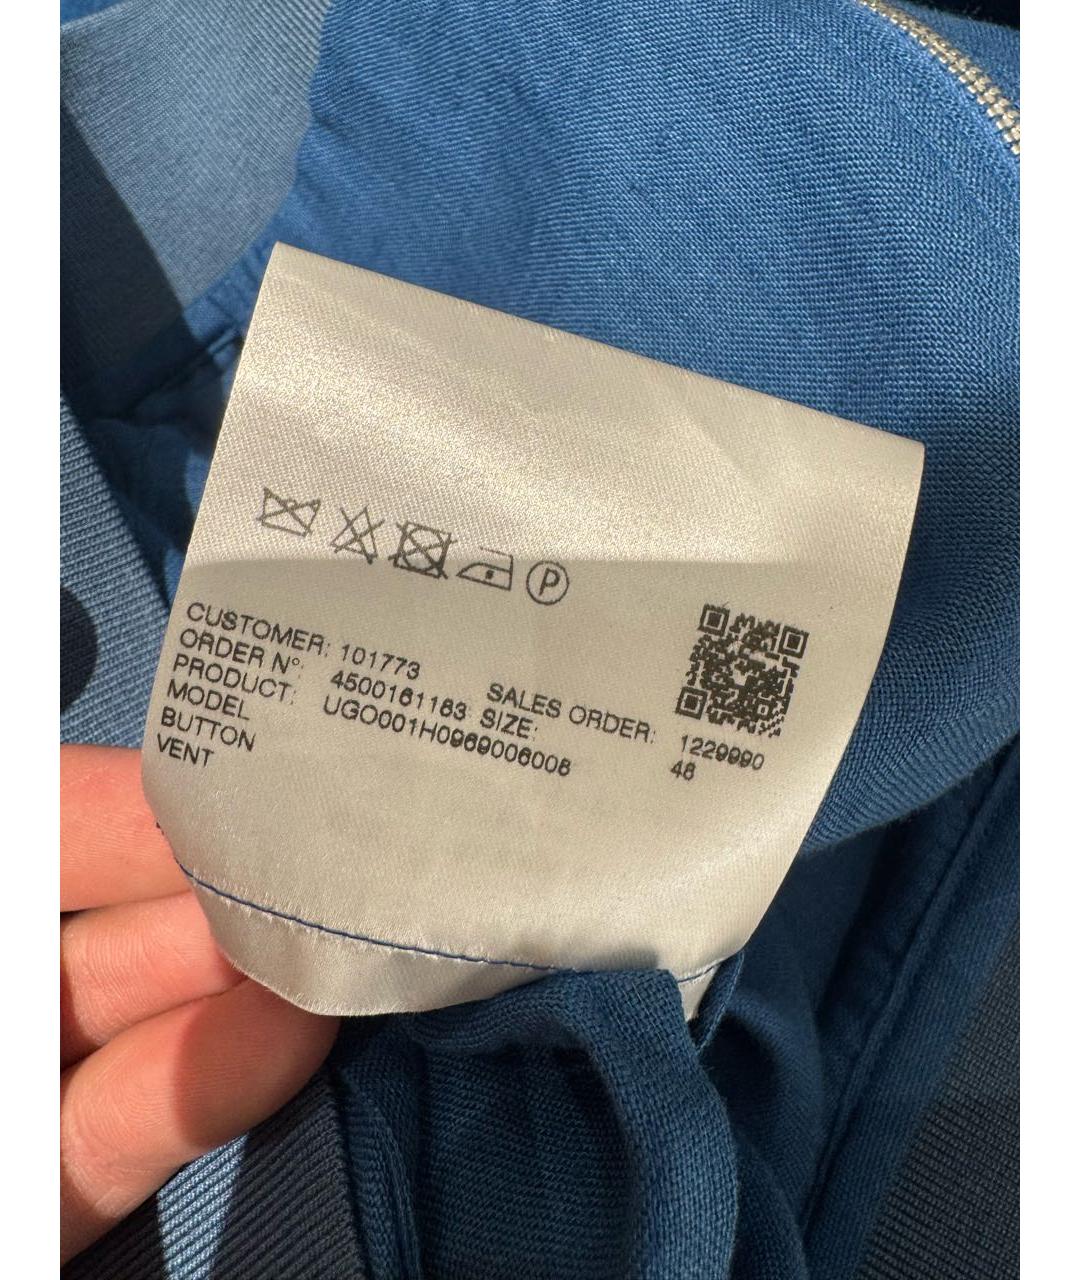 P
CUSTOMER: 101773
ORDER N°: 4500161163 SALES ORDER: 1229990
PRODUCT: UGO001H0969006006 SIZE: 48
MODEL
BUTTON
VENT